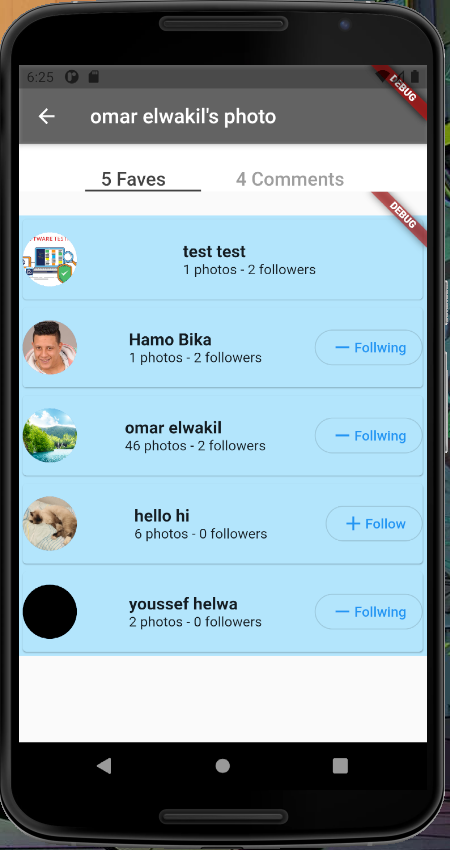 6:25
DEBUG
omar elwakil's photo
5 Faves
4 Comments
DEBUG
TWARE TEST
test test
1 photos - 2 followers
Hamo Bika
1 photos - 2 followers
Follwing
omar elwakil
46 photos - 2 followers
Follwing
hello hi
6 photos - 0 followers
Follow
youssef helwa
2 photos - 0 followers
Follwing